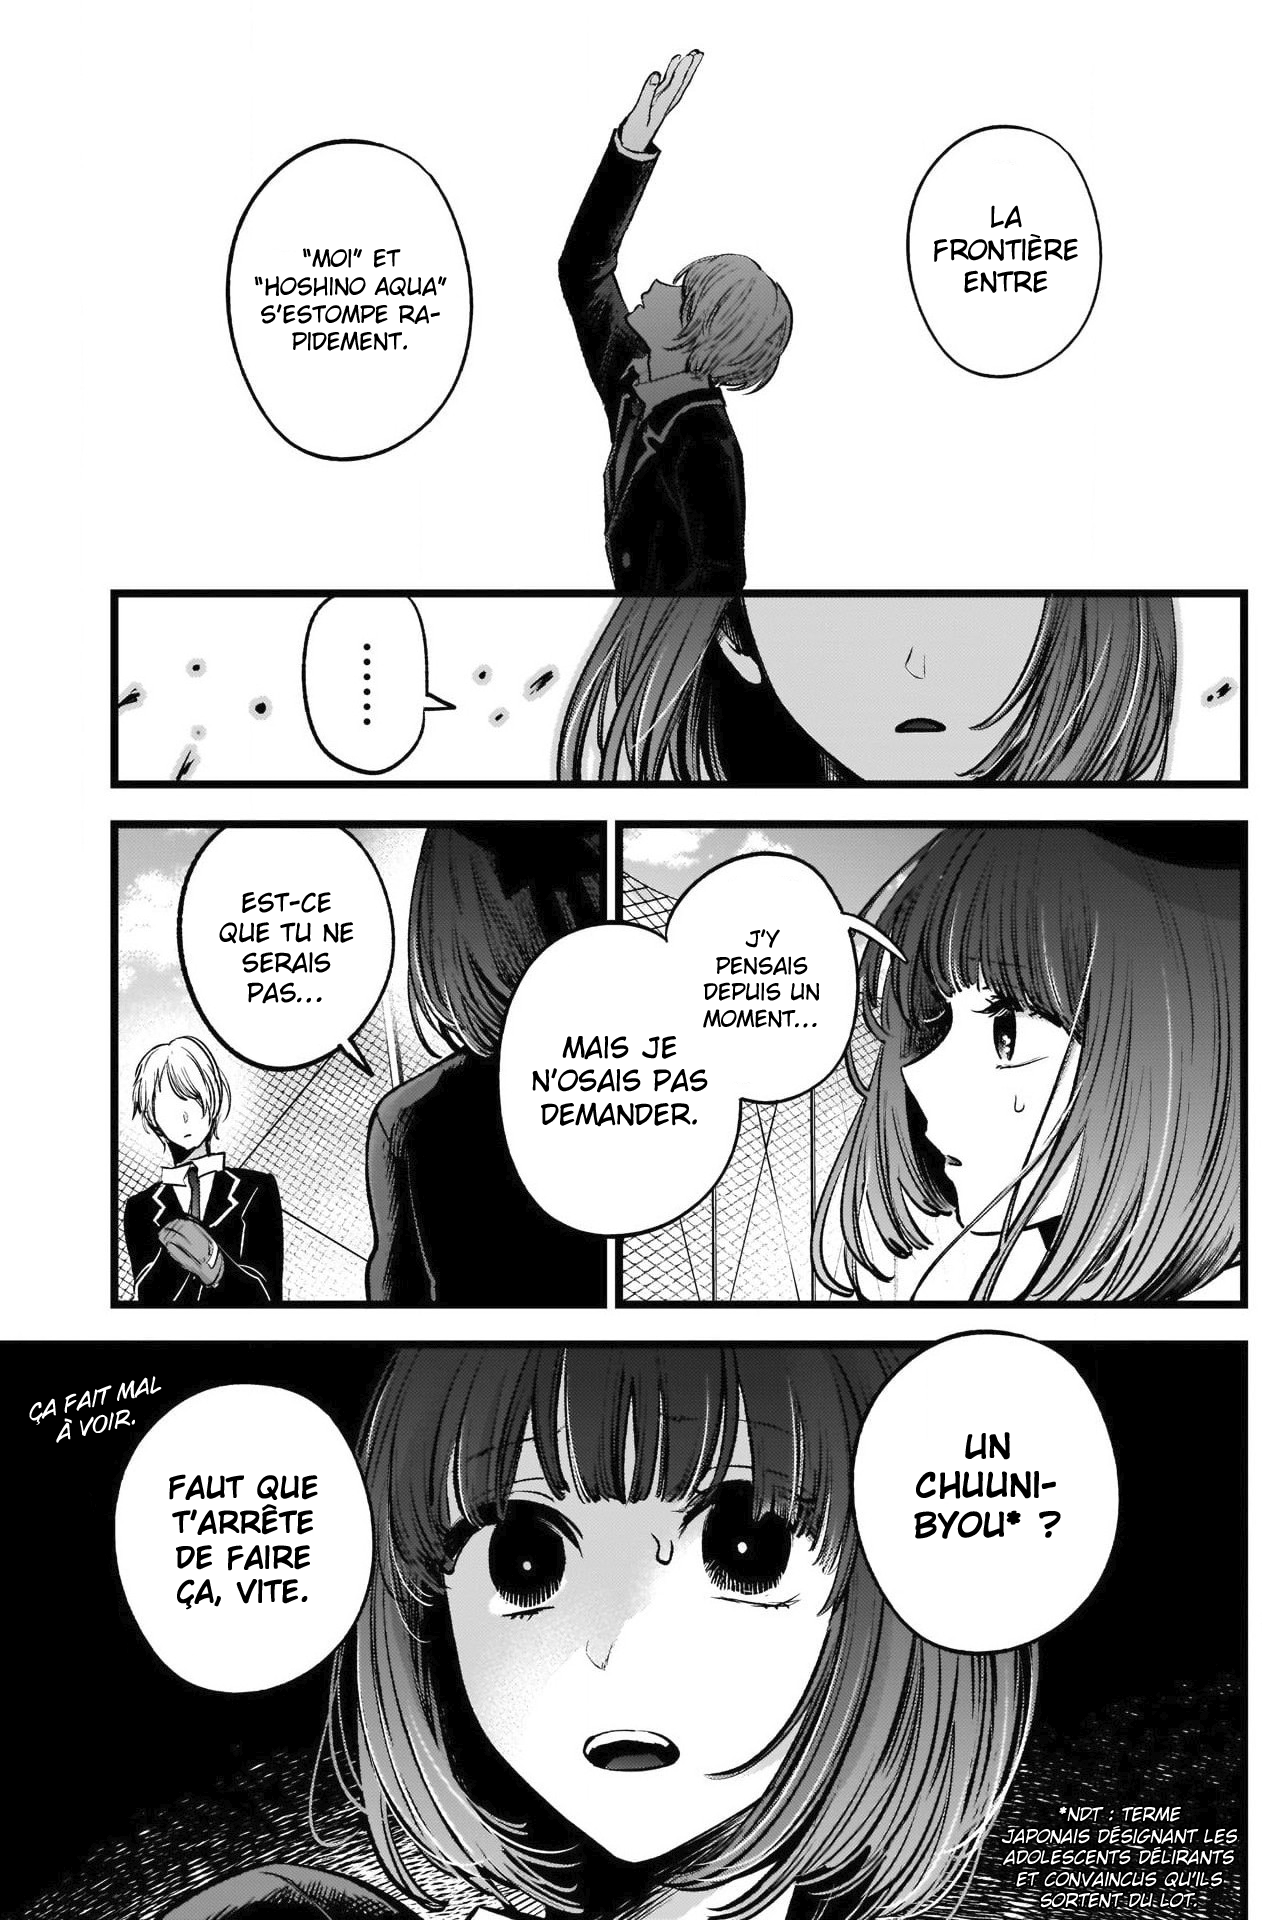 LA
FRONTIÈRE
ENTRE
"MOI" ET
"HOSHINO AQUA"
S'ESTOMPE RA-
PIDEMENT.
......
J'Y
PENSAIS
DEPUIS UN
MOMENT...
MAIS JE
N'OSAIS PAS
DEMANDER.
EST-CE
QUE TU NE
SERAIS
PAS...
UN
CHUUNI-
BYOU* ?
FAUT QUE
T'ARRÊTE
DE FAIRE
ÇA, VITE.
ÇA FAIT MAL
À VOIR.
*NDT : TERME
JAPONAIS DÉSIGNANT LES
ADOLESCENTS DÉLIRANTS
ET CONVAINCUS QU'ILS
SORTENT DU LOT.